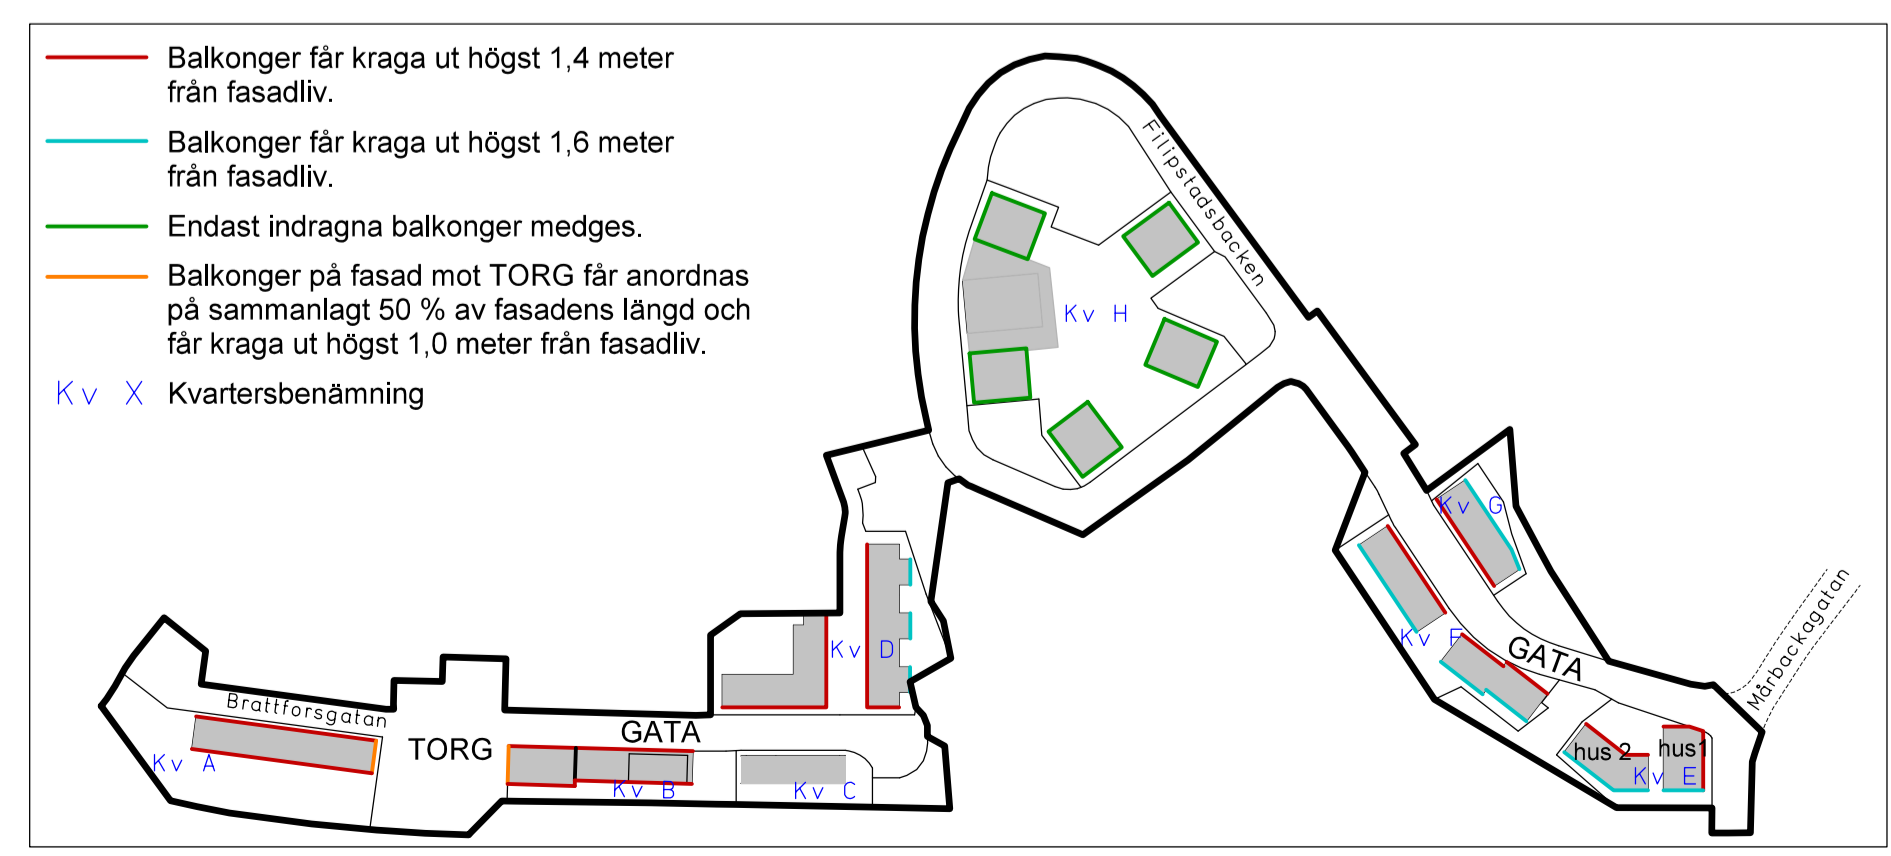 Balkonger får kraga ut högst 1,4 meter
från fasadliv.
Balkonger får kraga ut högst 1,6 meter
från fasadliv.
Endast indragna balkonger medges.
Balkonger på fasad mot TORG får anordnas
på sammanlagt 50 % av fasadens längd och
får kraga ut högst 1,0 meter från fasadliv.
Kv X Kvartersbenämning
Filipstadsbacken
Kv H
Kv G
Kv F
GATA
Mårbackagatan
Kv D
Brattforsgatan
GATA
TORG
Kv A
Kv B
Kv C
hus 2
hus1
Kv E